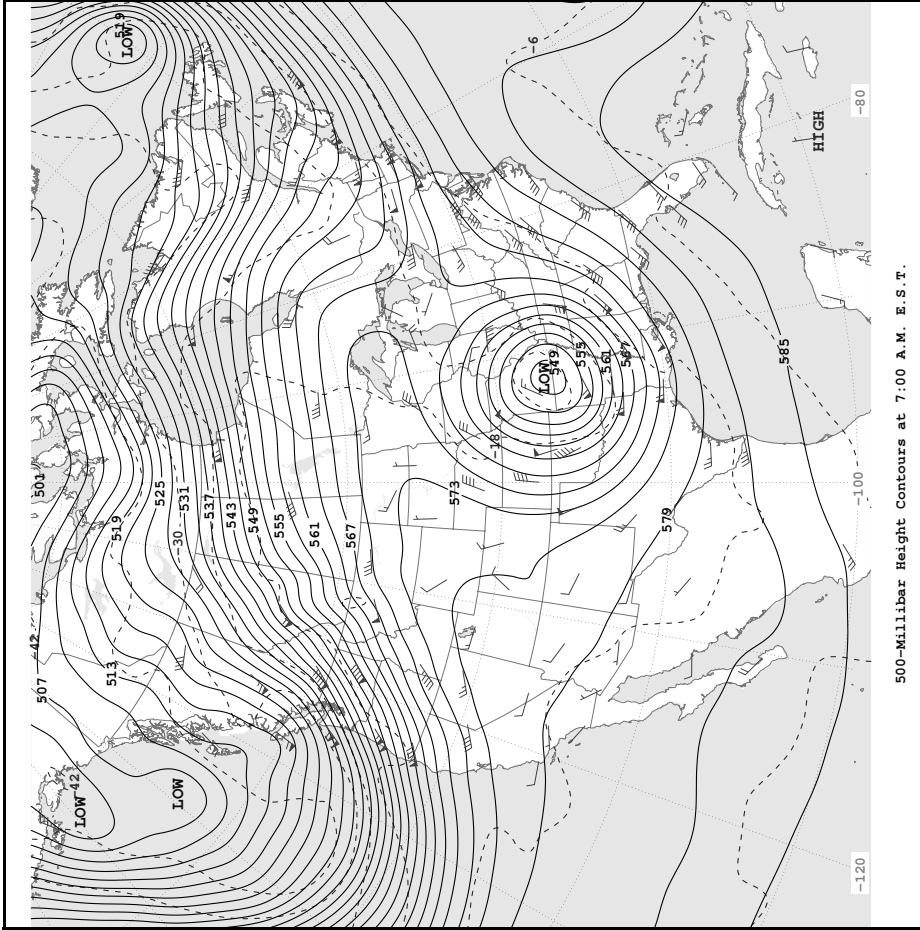 507 -42 501
LOW -42
513 519 LOW 519
525
LOW -30 531
537
543
549
555
561
567
573
-18
-6
LOW
549
555
561
567
579
585
HIGH
-120 -100 -80
500-Millibar Height Contours at 7:00 A.M. E.S.T.